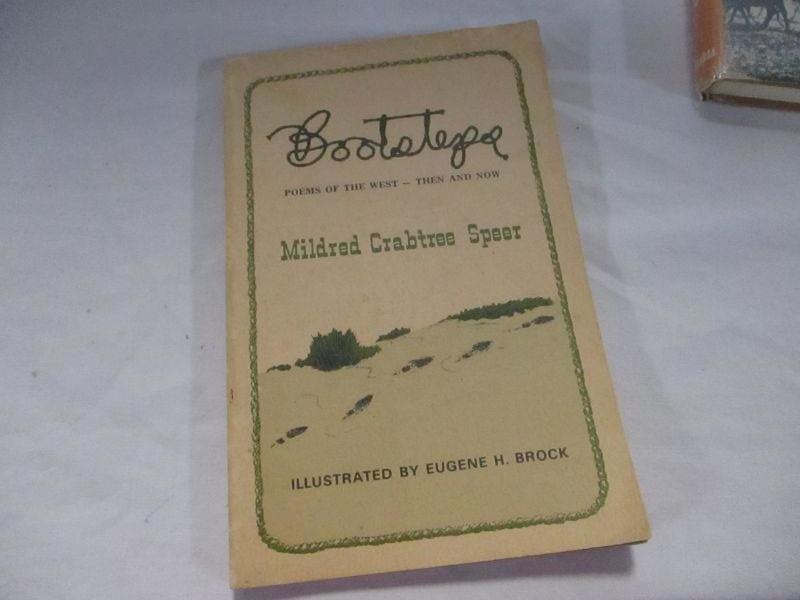 Bootsteps
POEMS OF THE WEST – THEN AND NOW
Mildred Crabtree Speer
ILLUSTRATED BY EUGENE H. BROCK